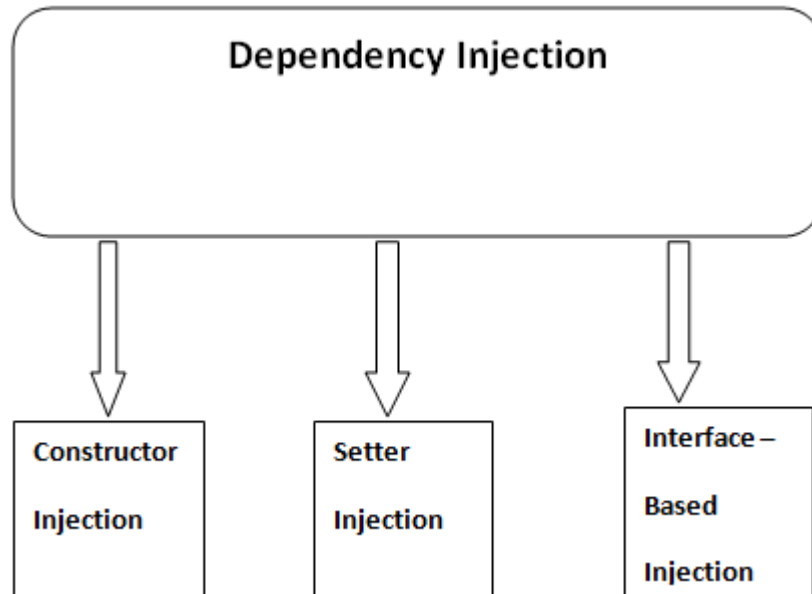 Dependency Injection
Constructor
Injection
Setter
Injection
Interface –
Based
Injection